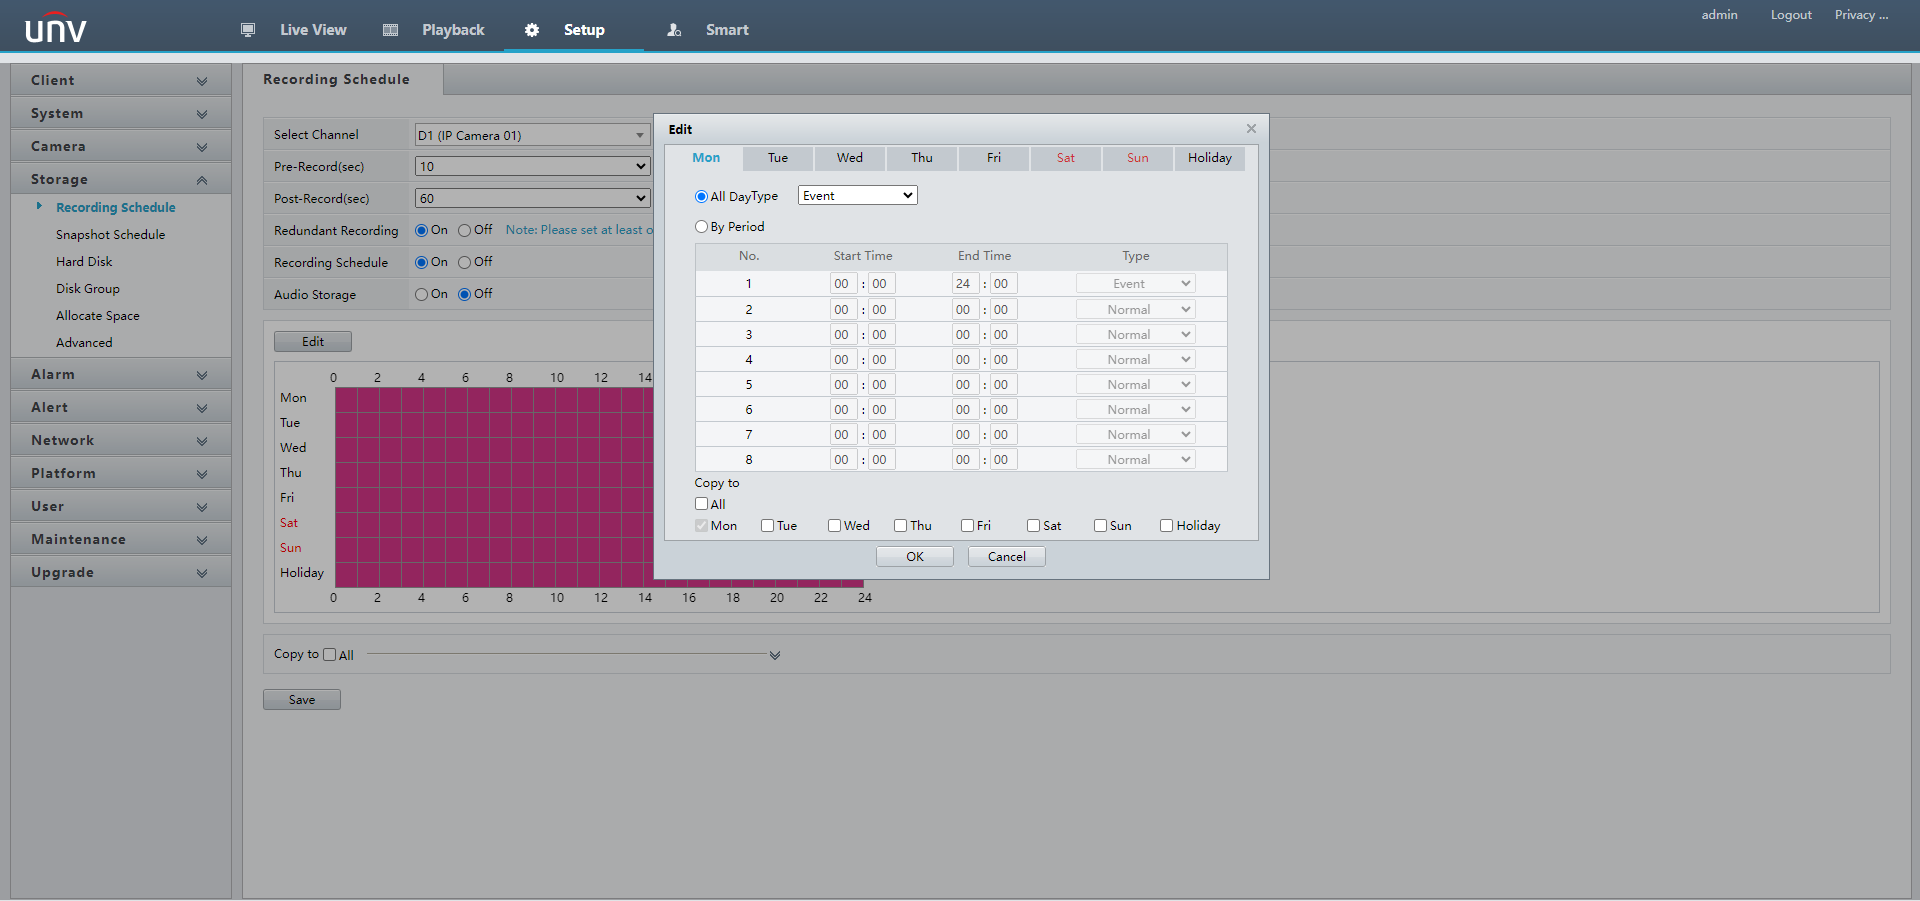 unv
Live View
Playback
Setup
Smart
admin
Logout
Privacy ...
Client
System
Camera
Storage
Recording Schedule
Snapshot Schedule
Hard Disk
Disk Group
Allocate Space
Advanced
Alarm
Alert
Network
Platform
User
Maintenance
Upgrade
Recording Schedule
Select Channel D1 (IP Camera 01)
Pre-Record(sec) 10
Post-Record(sec) 60
Redundant Recording On Off Note: Please set at least o
Recording Schedule On Off
Audio Storage On Off
Edit
0 2 4 6 8 10 12 14
Mon
Tue
Wed
Thu
Fri
Sat
Sun
Holiday
0 2 4 6 8 10 12 14 16 18 20 22 24
Copy to All
Save
Edit
Mon Tue Wed Thu Fri Sat Sun Holiday
All DayType Event
By Period
No. Start Time End Time Type
1 00 : 00 24 : 00 Event
2 00 : 00 00 : 00 Normal
3 00 : 00 00 : 00 Normal
4 00 : 00 00 : 00 Normal
5 00 : 00 00 : 00 Normal
6 00 : 00 00 : 00 Normal
7 00 : 00 00 : 00 Normal
8 00 : 00 00 : 00 Normal
Copy to
All
Mon Tue Wed Thu Fri Sat Sun Holiday
OK Cancel